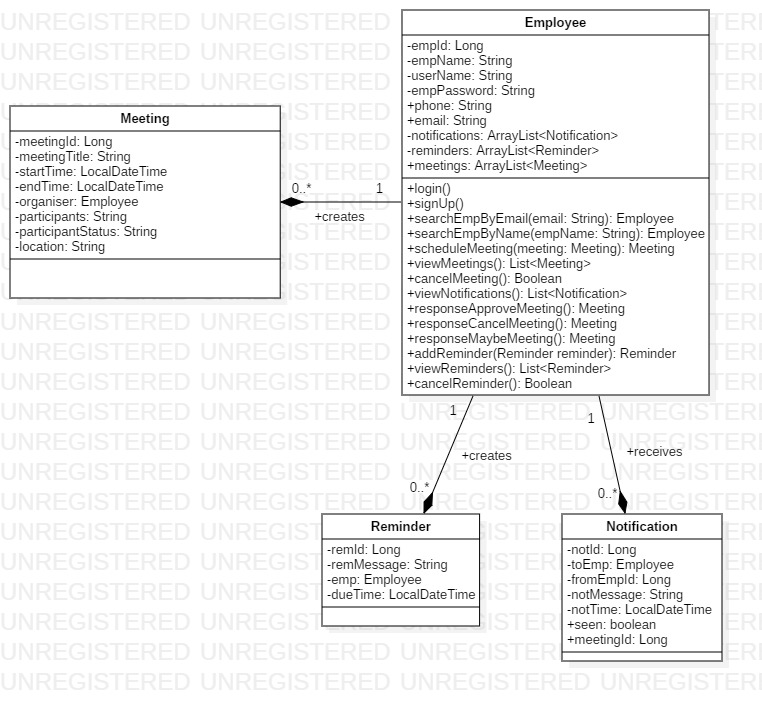 Employee
-empId: Long
-empName: String
-userName: String
-empPassword: String
+phone: String
+email: String
-notifications: ArrayList<Notification>
-reminders: ArrayList<Reminder>
+meetings: ArrayList<Meeting>
+login()
+signUp()
+searchEmpByEmail(email: String): Employee
+searchEmpByName(empName: String): Employee
+scheduleMeeting(meeting: Meeting): Meeting
+viewMeetings(): List<Meeting>
+cancelMeeting(): Boolean
+viewNotifications(): List<Notification>
+responseApproveMeeting(): Meeting
+responseCancelMeeting(): Meeting
+responseMaybeMeeting(): Meeting
+addReminder(Reminder reminder): Reminder
+viewReminders(): List<Reminder>
+cancelReminder(): Boolean
Meeting
-meetingId: Long
-meetingTitle: String
-startTime: LocalDateTime
-endTime: LocalDateTime
-organiser: Employee
-participants: String
-participantStatus: String
-location: String
0..* 1
+creates
1
+creates
0..*
1
+receives
0..*
Reminder
-remId: Long
-remMessage: String
-emp: Employee
-dueTime: LocalDateTime
Notification
-notId: Long
-toEmp: Employee
-fromEmpId: Long
-notMessage: String
-notTime: LocalDateTime
+seen: boolean
+meetingId: Long
UNREGISTERED UNREGISTERED UNREGISTERED UNREGISTERI